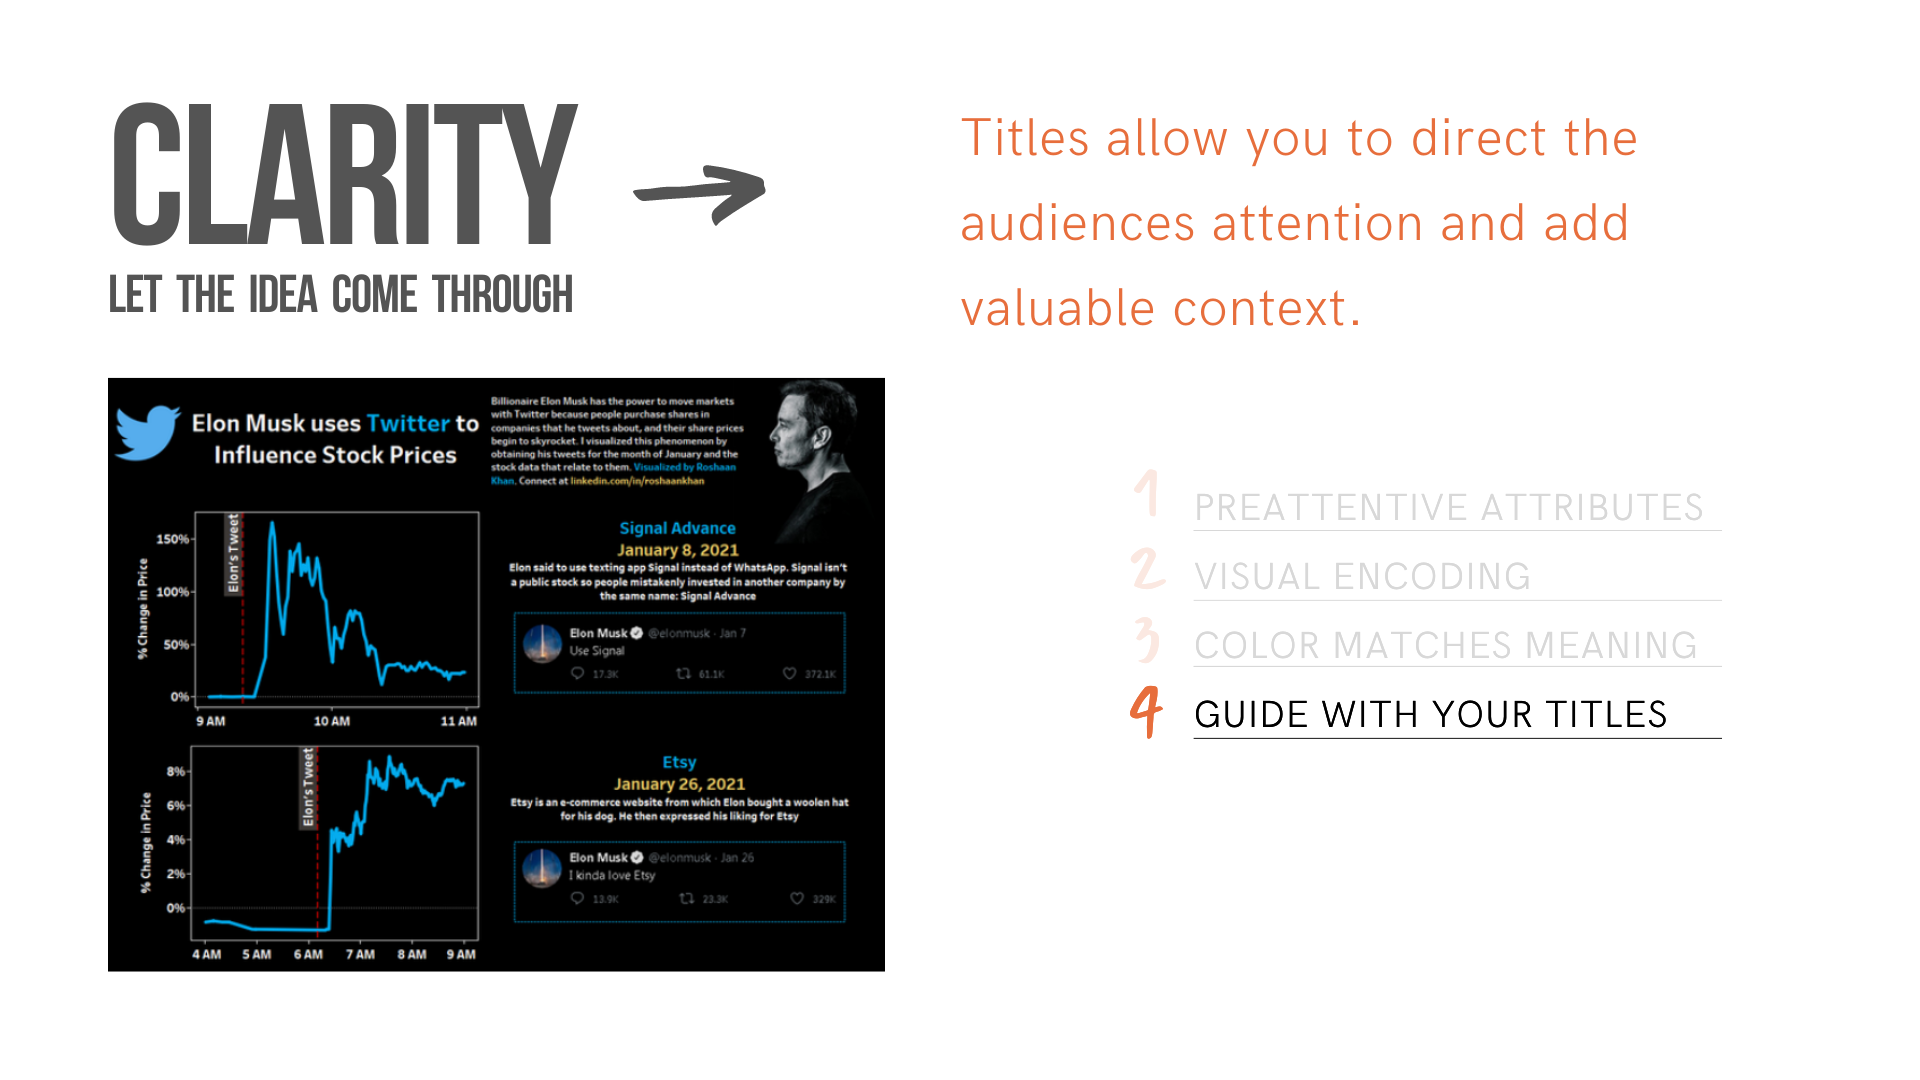 CLARITY
LET THE IDEA COME THROUGH
Titles allow you to direct the
audiences attention and add
valuable context.
Elon Musk uses Twitter to
Influence Stock Prices
Billionaire Elon Musk has the power to move markets
with Twitter because people purchase shares in
companies that he tweets about, and their share prices
begin to skyrocket. I visualized this phenomenon by
obtaining his tweets for the month of January and the
stock data that relate to them. Visualized by Roshaan
Khan. Connect at linkedin.com/in/roshaankhan
% Change in Price
150%
100%
50%
0%
Elon's Tweet
9 AM
10 AM
11 AM
Signal Advance
January 8, 2021
Elon said to use texting app Signal instead of WhatsApp. Signal isn't
a public stock so people mistakenly invested in another company by
the same name: Signal Advance
Elon Musk @elonmusk · Jan 7
Use Signal
17.3K 61.1K 372.1K
% Change in Price
8%
6%
4%
2%
0%
Elon's Tweet
4 AM
5 AM
6 AM
7 AM
8 AM
9 AM
Etsy
January 26, 2021
Etsy is an e-commerce website from which Elon bought a woolen hat
for his dog. He then expressed his liking for Etsy
Elon Musk @elonmusk · Jan 26
I kinda love Etsy
13.9K 23.3K 329K
1 PREATTENTIVE ATTRIBUTES
2 VISUAL ENCODING
3 COLOR MATCHES MEANING
4 GUIDE WITH YOUR TITLES